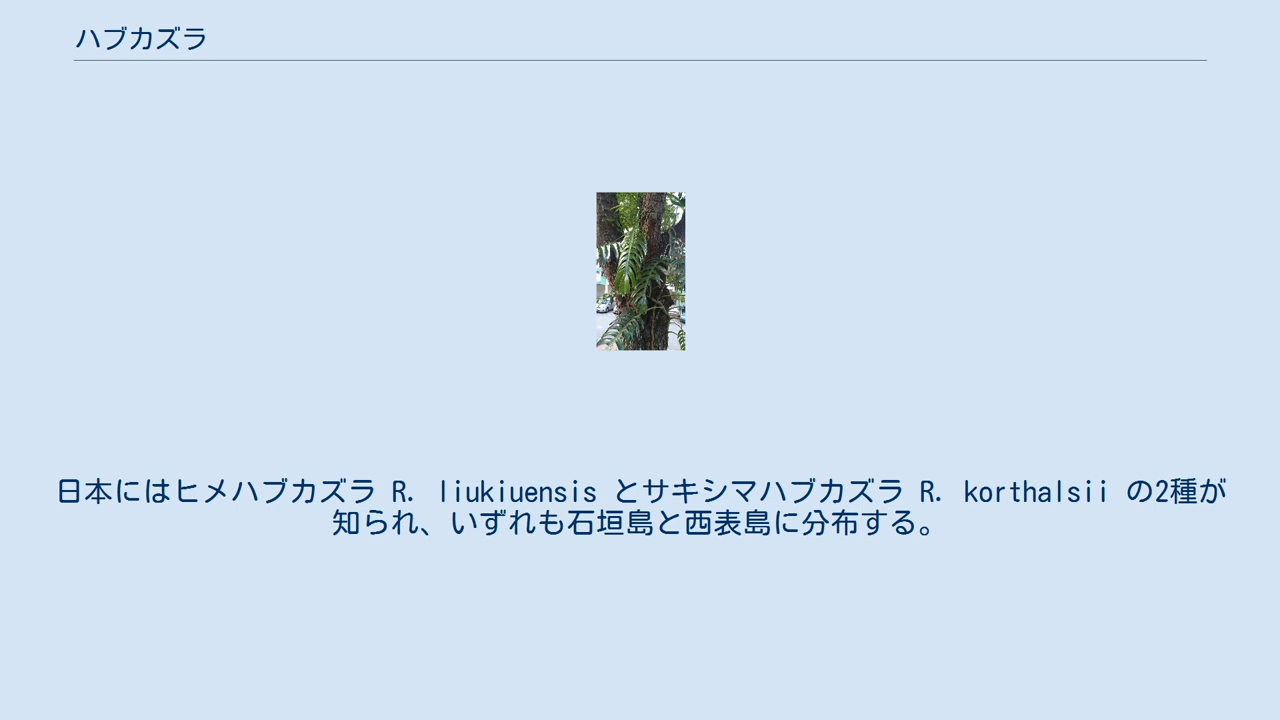 ハブカズラ
日本にはヒメハブカズラ R. liukiuensis とサキシマハブカズラ R. korthalsii の2種が
知られ、いずれも石垣島と西表島に分布する。